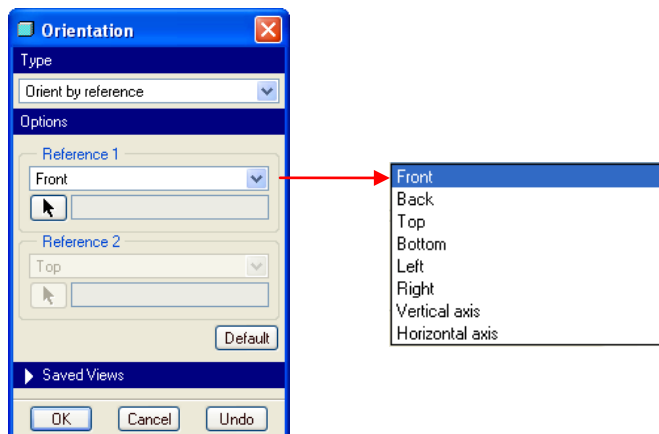 Orientation
Type
Orient by reference
Options
Reference 1
Front
Reference 2
Top
Default
Saved Views
OK Cancel Undo
Front
Back
Top
Bottom
Left
Right
Vertical axis
Horizontal axis